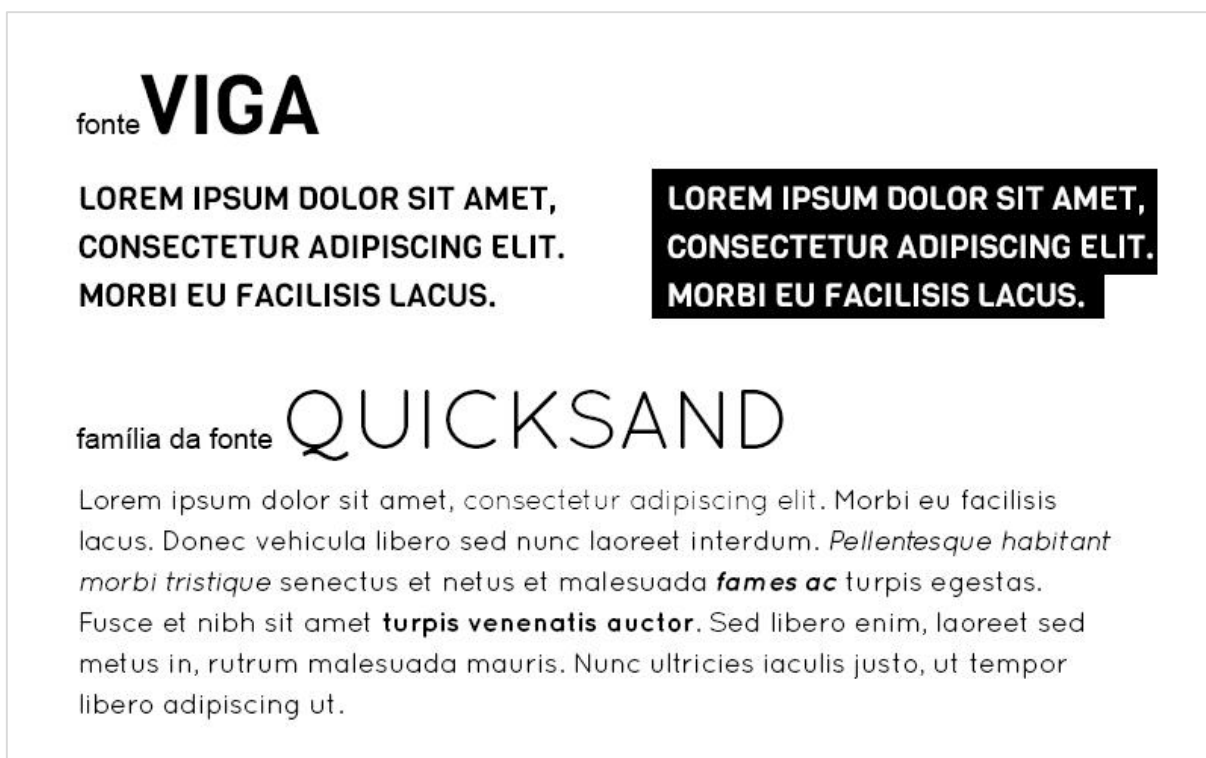 fonte VIGA
LOREM IPSUM DOLOR SIT AMET,
CONSECTETUR ADIPISCING ELIT.
MORBI EU FACILISIS LACUS.
LOREM IPSUM DOLOR SIT AMET,
CONSECTETUR ADIPISCING ELIT.
MORBI EU FACILISIS LACUS.
família da fonte QUICKSAND
Lorem ipsum dolor sit amet, consectetur adipiscing elit. Morbi eu facilisis
lacus. Donec vehicula libero sed nunc laoreet interdum. Pellentesque habitant
morbi tristique senectus et netus et malesuada fames ac turpis egestas.
Fusce et nibh sit amet turpis venenatis auctor. Sed libero enim, laoreet sed
metus in, rutrum malesuada mauris. Nunc ultricies iaculis justo, ut tempor
libero adipiscing ut.